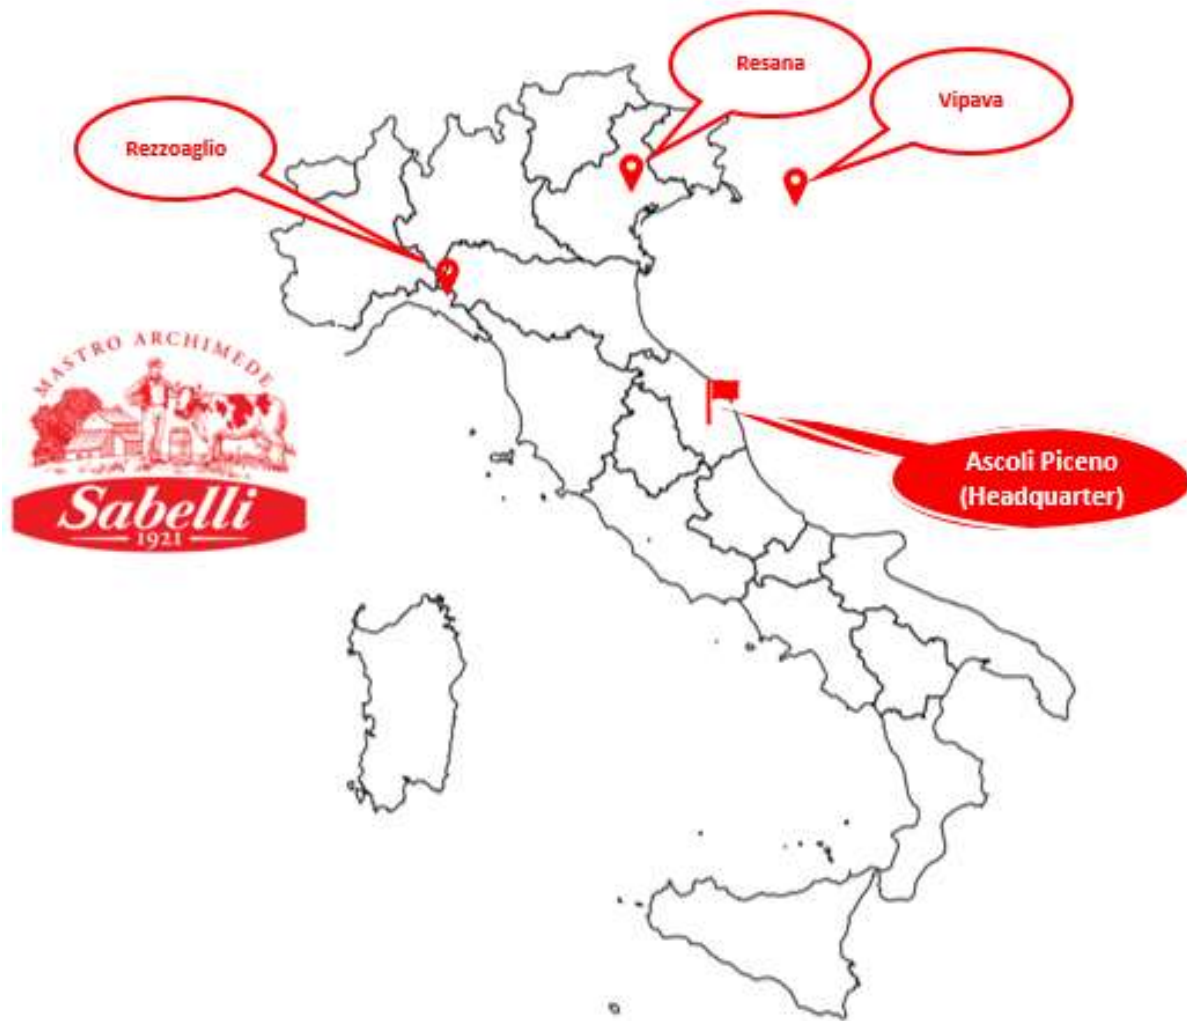 Resana
Vipava
Rezzoaglio
MASTRO ARCHIMEDE
Sabelli
1921
Ascoli Piceno
(Headquarter)